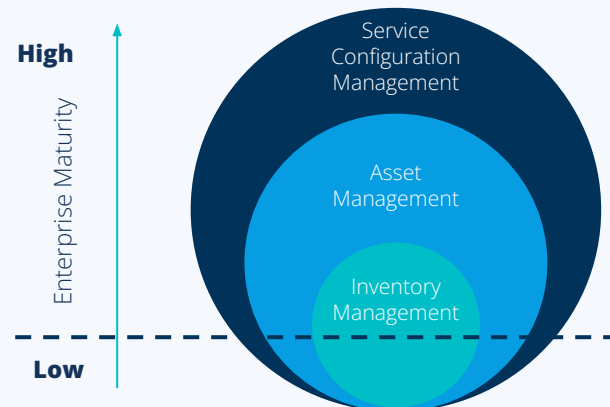 Service
Configuration
Management
High
Enterprise Maturity
Asset
Management
Inventory
Management
Low